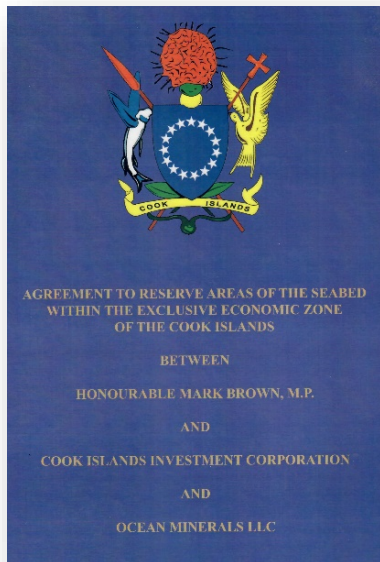 COOK ISLANDS
AGREEMENT TO RESERVE AREAS OF THE SEABED
WITHIN THE EXCLUSIVE ECONOMIC ZONE
OF THE COOK ISLANDS
BETWEEN
HONOURABLE MARK BROWN, M.P.
AND
COOK ISLANDS INVESTMENT CORPORATION
AND
OCEAN MINERALS LLC